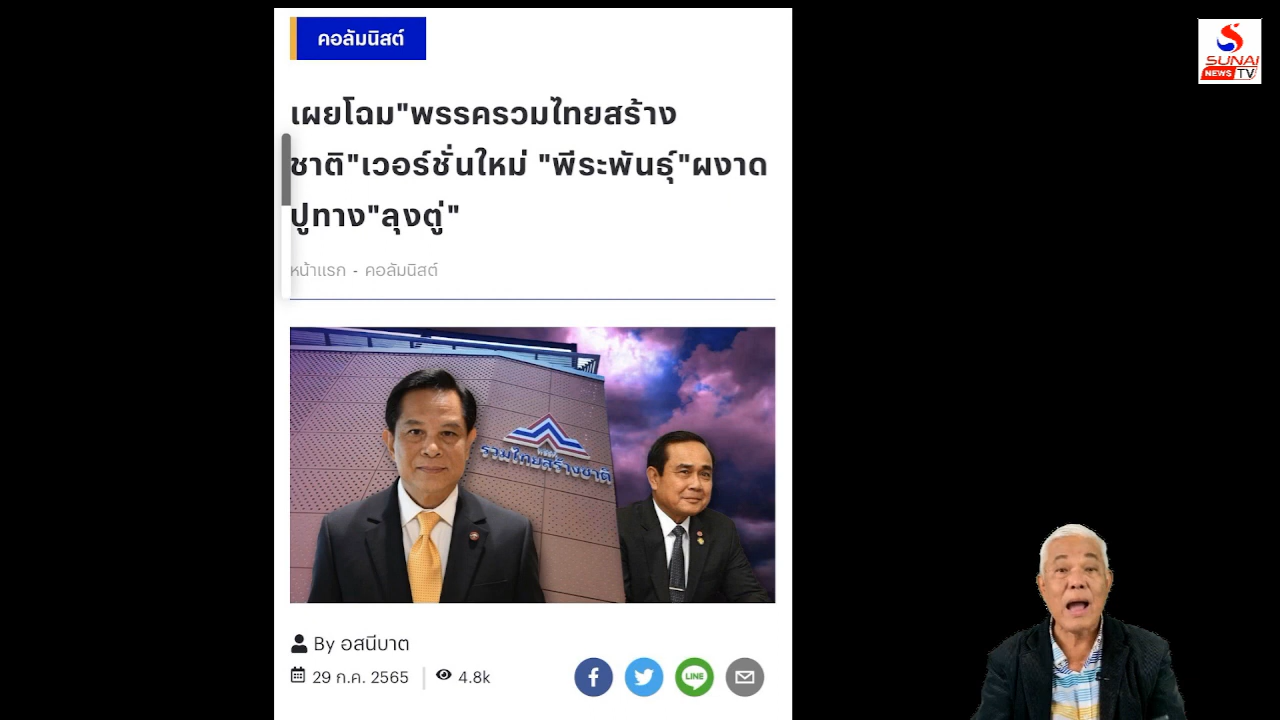 คอลัมนิสต์
SUNAI
NEWS TV
เผยโฉม"พรรครวมไทยสร้าง
ชาติ"เวอร์ชั่นใหม่ "พีระพันธุ์"ผงาด
ปูทาง"ลุงตู่"
หน้าแรก - คอลัมนิสต์
รวมไทยสร้างชาติ
By อสนีบาต
29 ก.ค. 2565 4.8k
LINE